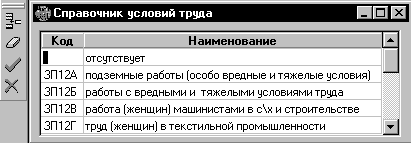 Справочник условий труда
Код Наименование
отсутствует
ЗП12А подземные работы (особо вредные и тяжелые условия)
ЗП12Б работы с вредными и тяжелыми условиями труда
ЗП12В работа (женщин) машинистами в с\х и строительстве
ЗП12Г труд (женщин) в текстильной промышленности